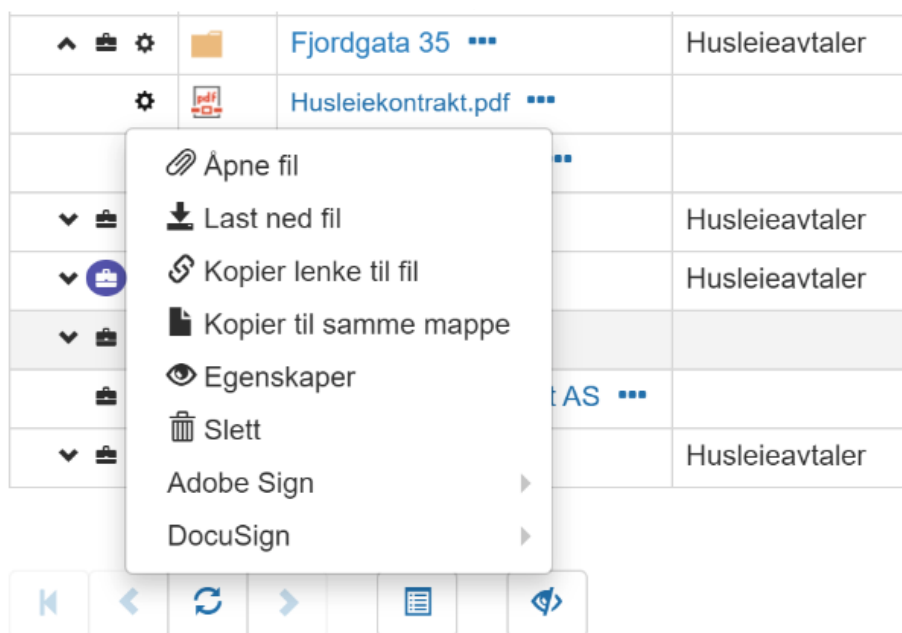 Fjordgata 35 ••• Husleieavtaler
pdf Husleiekontrakt.pdf •••
Åpne fil
Last ned fil
Husleieavtaler
Kopier lenke til fil
Husleieavtaler
Kopier til samme mappe
Egenskaper
t AS •••
Slett
Husleieavtaler
Adobe Sign
DocuSign